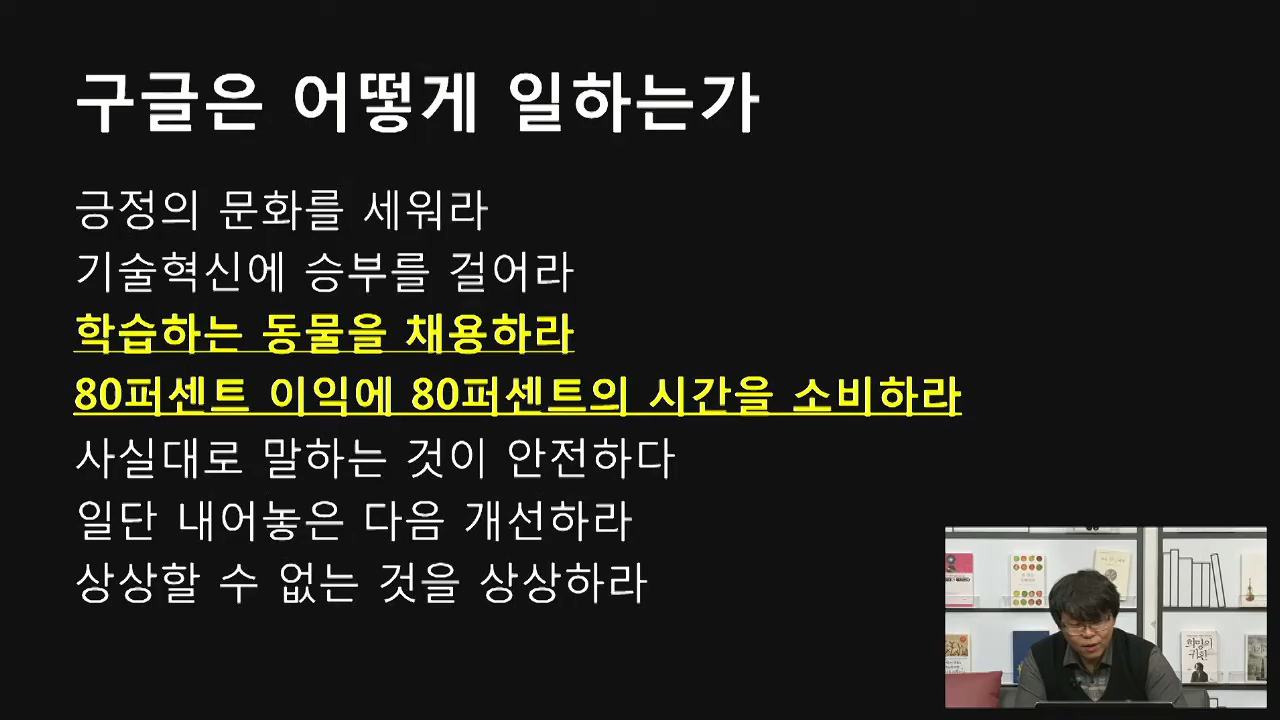 구글은 어떻게 일하는가
긍정의 문화를 세워라
기술혁신에 승부를 걸어라
학습하는 동물을 채용하라
80퍼센트 이익에 80퍼센트의 시간을 소비하라
사실대로 말하는 것이 안전하다
일단 내어놓은 다음 개선하라
상상할 수 없는 것을 상상하라
희망의
귀환